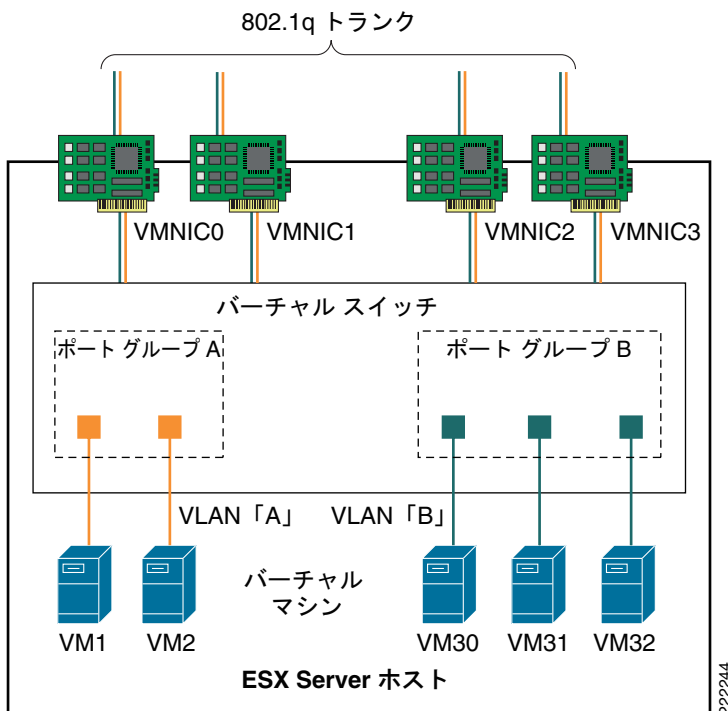 802.1q トランク
VMNIC0
VMNIC1
VMNIC2
VMNIC3
バーチャル スイッチ
ポート グループ A
ポート グループ B
VLAN「A」
VLAN「B」
バーチャル
マシン
VM1
VM2
VM30
VM31
VM32
ESX Server ホスト
222244